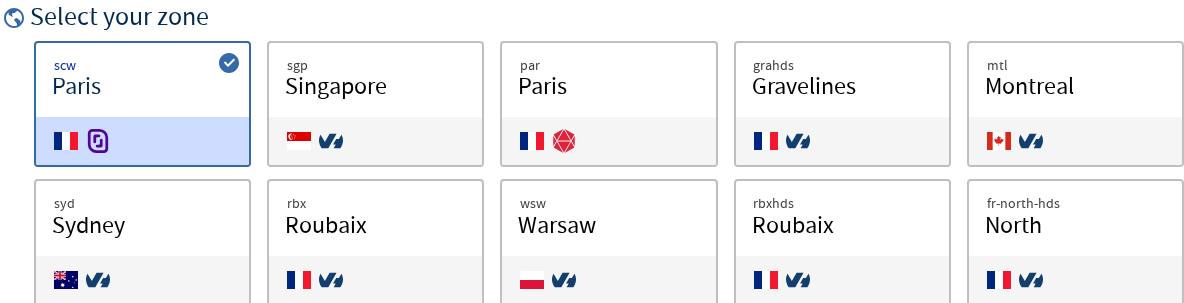 Select your zone
scw
Paris
sgp
Singapore
par
Paris
grahds
Gravelines
mtl
Montreal
syd
Sydney
rbx
Roubaix
wsw
Warsaw
rbxhds
Roubaix
fr-north-hds
North